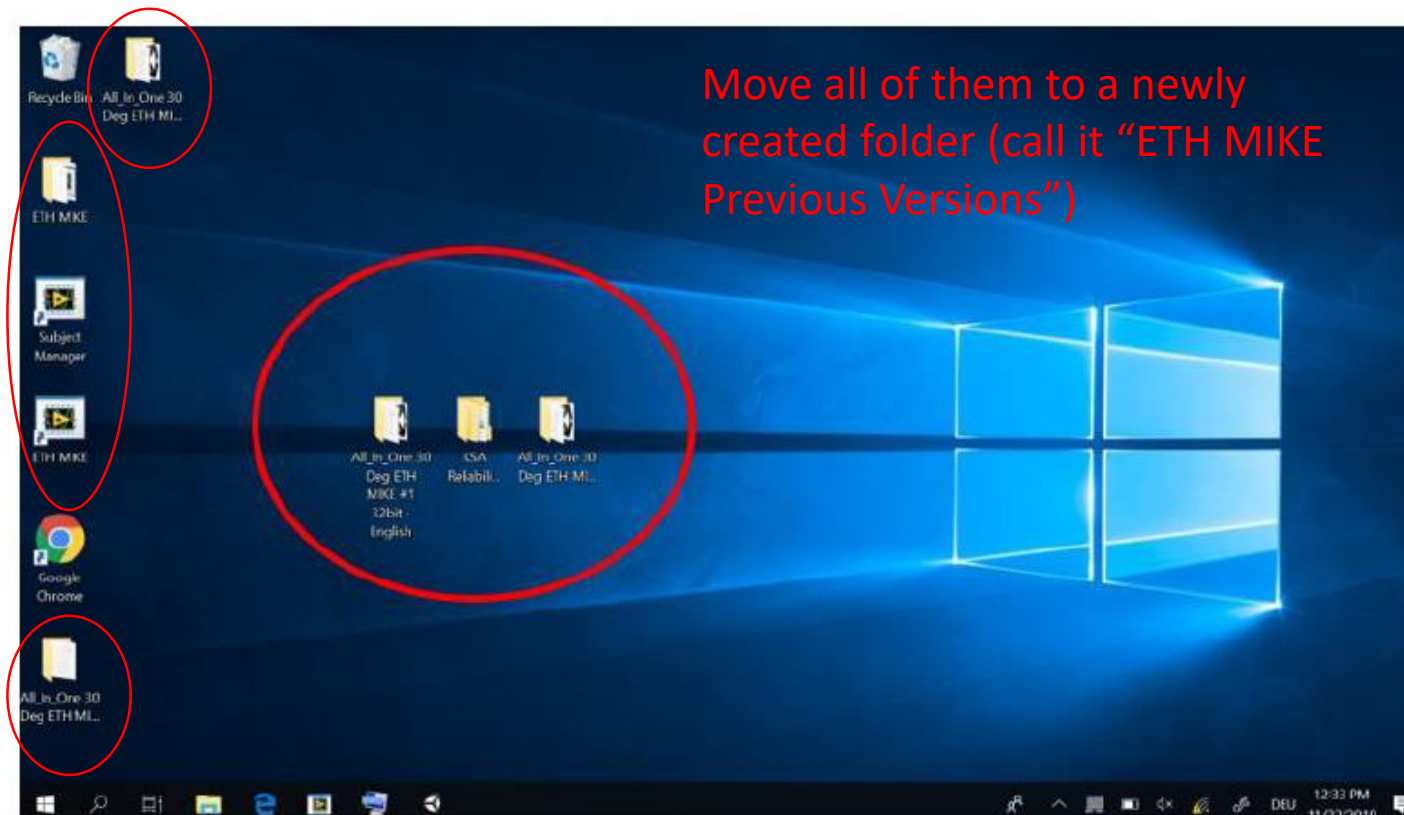 Move all of them to a newly
created folder (call it “ETH MIKE
Previous Versions”)
Recycle Bin
All_In_One 30
Deg ETH MI...
ETH MIKE
Subject
Manager
ETH MIKE
All_In_One 30
Deg ETH
MIKE #1
32bit -
English
CSA
Relabili...
All_In_One 30
Deg ETH MI...
Google
Chrome
All_In_One 30
Deg ETH MI...
DEU
12:33 PM